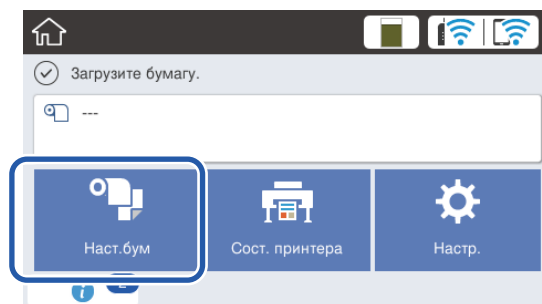 Загрузите бумагу.
---
Наст.бум
Сост. принтера
Настр.